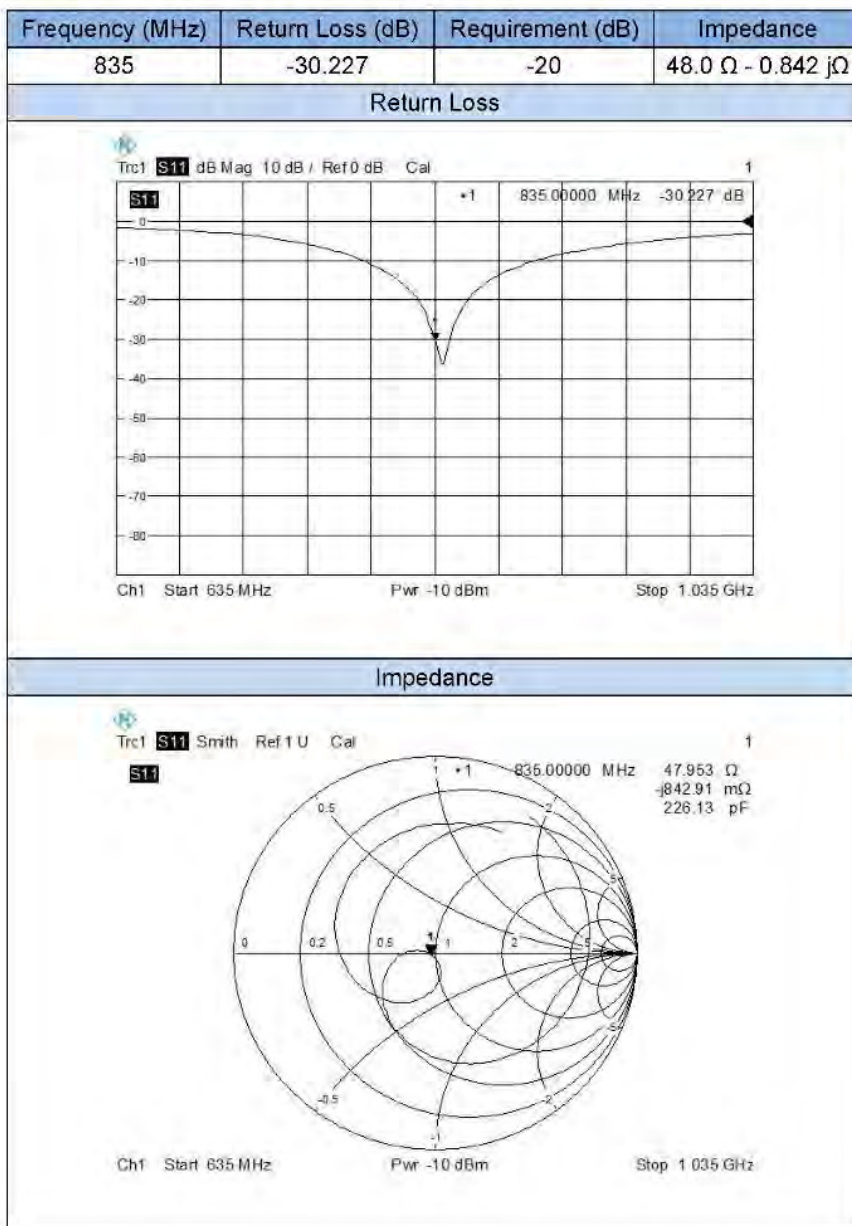 Frequency (MHz) Return Loss (dB) Requirement (dB) Impedance
835 -30.227 -20 48.0 Ω - 0.842 jΩ
Return Loss
Trc1 S11 dB Mag 10 dB / Ref 0 dB Cal 1
S11 •1 835.00000 MHz -30.227 dB
0
-10
-20
-30
-40
-50
-60
-70
-80
1
Ch1 Start 635 MHz Pwr -10 dBm Stop 1.035 GHz
Impedance
Trc1 S11 Smith Ref 1 U Cal 1
S11 1 •1 835.00000 MHz 47.953 Ω
-j842.91 mΩ
226.13 pF
0.5 2
5
1
0 0.2 0.5 1 2 5
-5
-0.5 -2
-1
Ch1 Start 635 MHz Pwr -10 dBm Stop 1.035 GHz